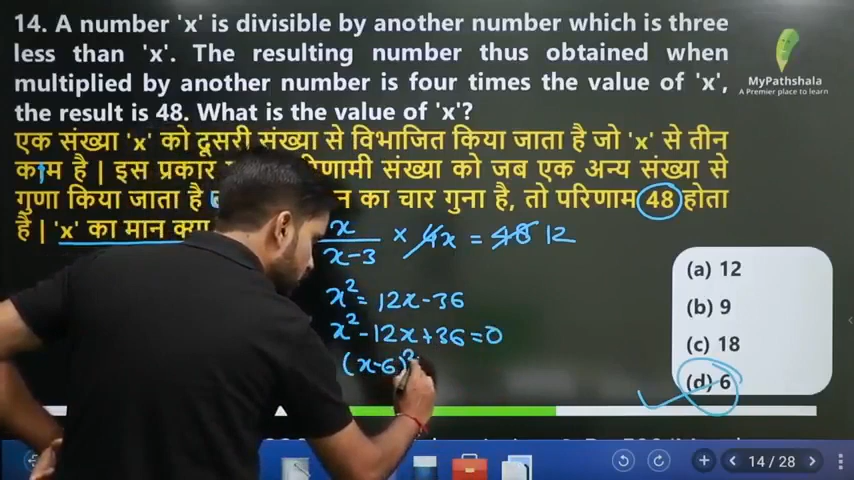 14. A number 'x' is divisible by another number which is three
less than 'x'. The resulting number thus obtained when
multiplied by another number is four times the value of 'x',
the result is 48. What is the value of 'x'?
MyPathshala
A Premier place to learn
एक संख्या 'x' को दूसरी संख्या से विभाजित किया जाता है जो 'x' से तीन
कम है | इस प्रकार परिणामी संख्या को जब एक अन्य संख्या से
गुणा किया जाता है का चार गुना है, तो परिणाम 48 होता
है | 'x' का मान क्या
x/x-3 × 4x = 48 12
x² = 12x-36
x² -12x+36=0
(x-6)²
(a) 12
(b) 9
(c) 18
(d) 6
14 / 28